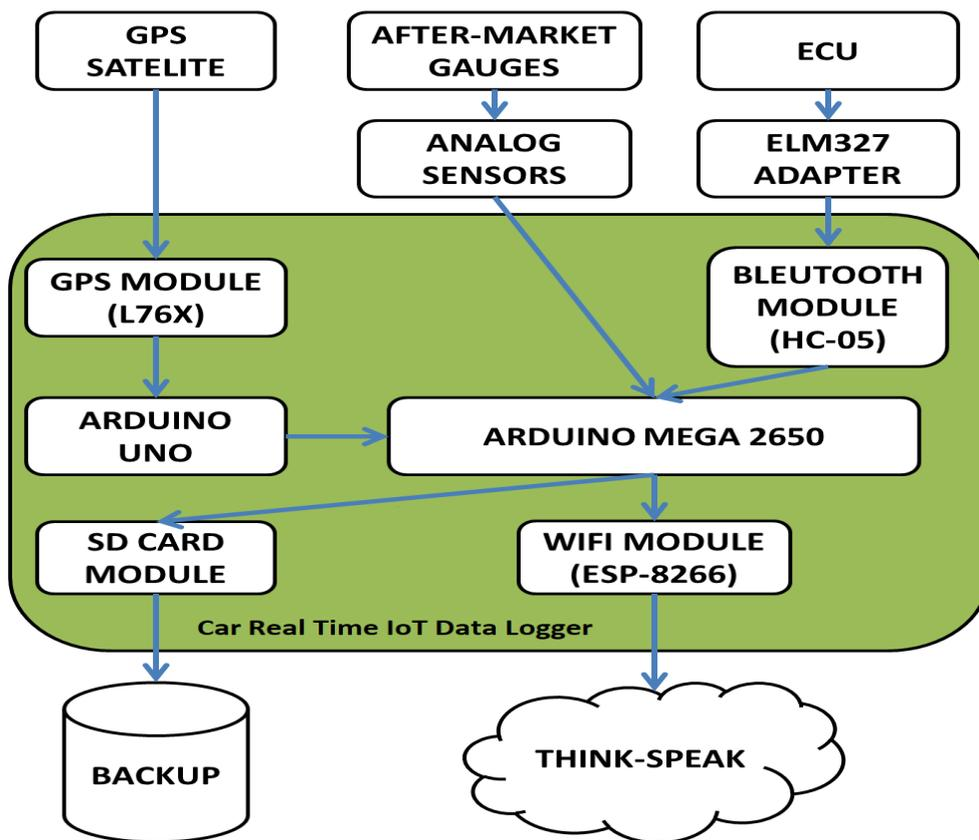 GPS
SATELITE
AFTER-MARKET
GAUGES
ECU
ANALOG
SENSORS
ELM327
ADAPTER
GPS MODULE
(L76X)
BLEUTOOTH
MODULE
(HC-05)
ARDUINO
UNO
ARDUINO MEGA 2650
SD CARD
MODULE
WIFI MODULE
(ESP-8266)
Car Real Time IoT Data Logger
BACKUP
THINK-SPEAK